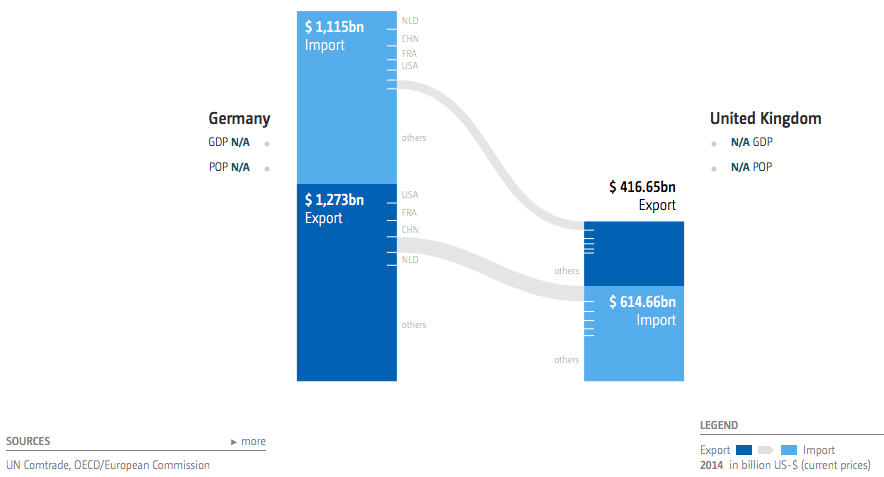 $ 1,115bn
Import
NLD
CHN
FRA
USA
others
Germany
GDP N/A
POP N/A
$ 1,273bn
Export
USA
FRA
CHN
NLD
others
United Kingdom
N/A GDP
N/A POP
$ 416.65bn
Export
others
$ 614.66bn
Import
others
SOURCES
► more
UN Comtrade, OECD/European Commission
LEGEND
Export Import
2014 in billion US-$ (current prices)